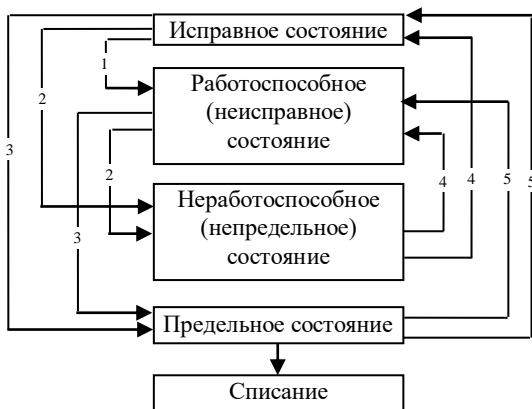 Исправное состояние
1
2
Работоспособное
(неисправное)
состояние
3
2
4
4
5
5
Неработоспособное
(непредельное)
состояние
3
Предельное состояние
Списание